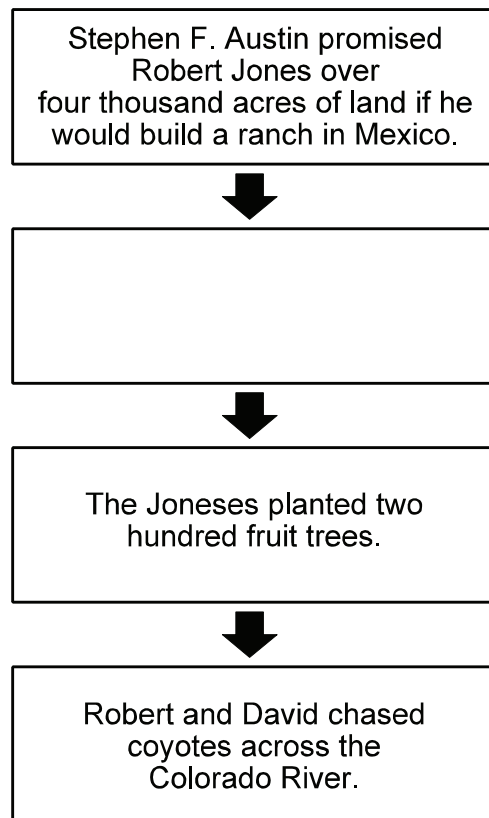 Stephen F. Austin promised
Robert Jones over
four thousand acres of land if he
would build a ranch in Mexico.
The Joneses planted two
hundred fruit trees.
Robert and David chased
coyotes across the
Colorado River.